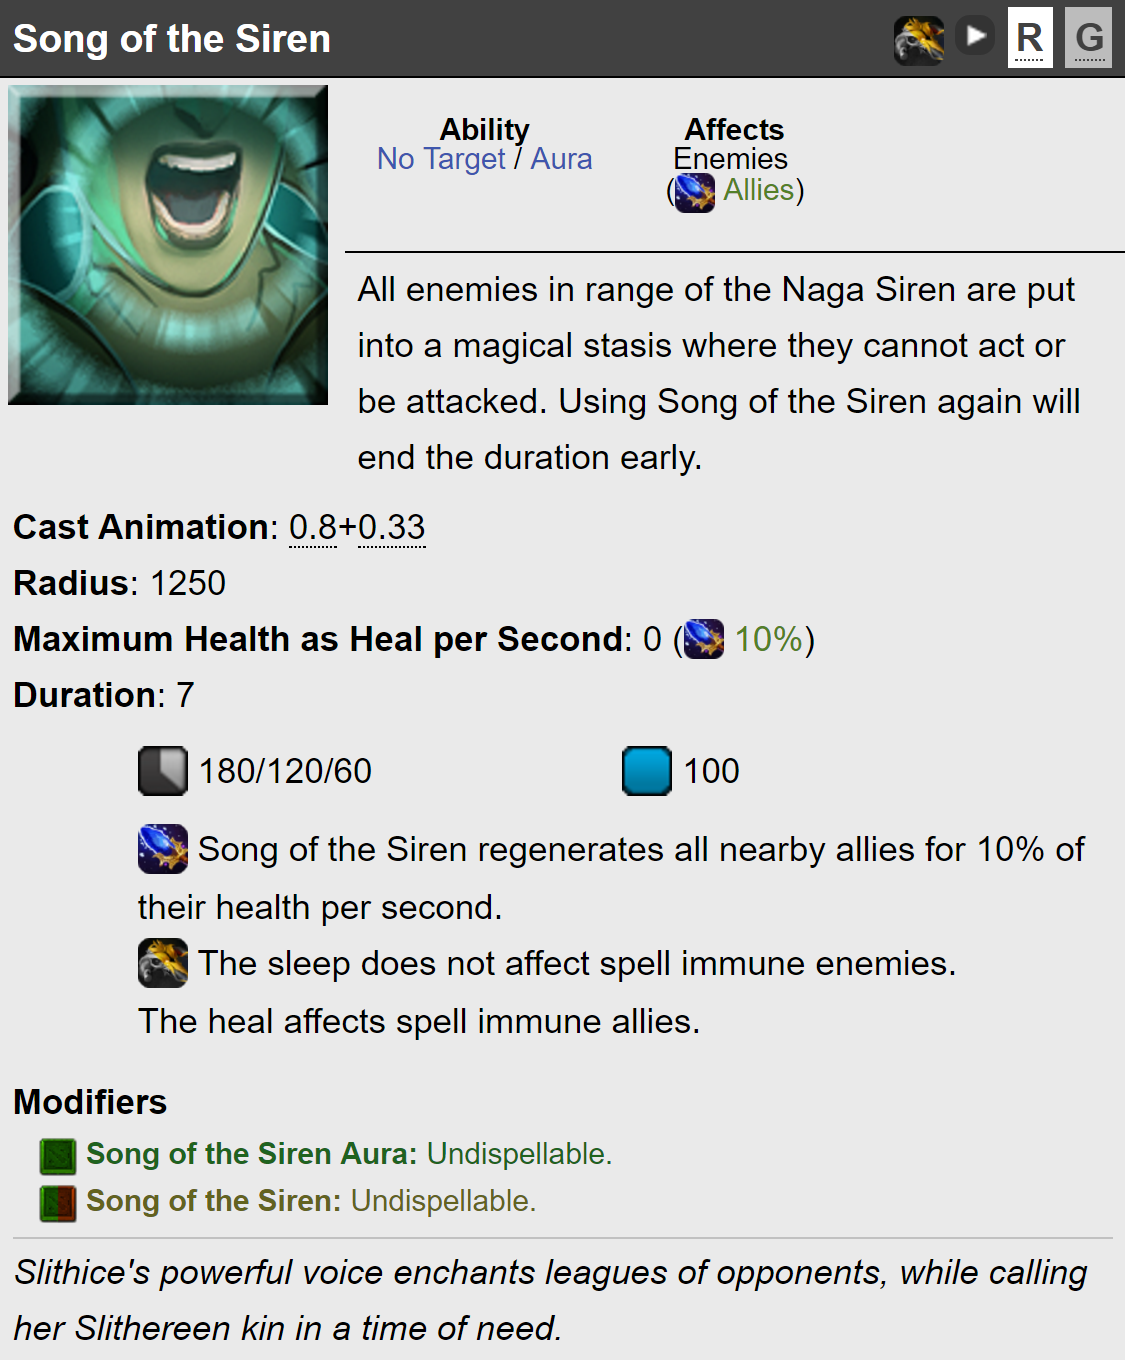 Song of the Siren R G
Ability Affects
No Target / Aura Enemies
( Allies)
All enemies in range of the Naga Siren are put
into a magical stasis where they cannot act or
be attacked. Using Song of the Siren again will
end the duration early.
Cast Animation: 0.8+0.33
Radius: 1250
Maximum Health as Heal per Second: 0 ( 10%)
Duration: 7
180/120/60 100
Song of the Siren regenerates all nearby allies for 10% of
their health per second.
The sleep does not affect spell immune enemies.
The heal affects spell immune allies.
Modifiers
Song of the Siren Aura: Undispellable.
Song of the Siren: Undispellable.
Slithice's powerful voice enchants leagues of opponents, while calling
her Slithereen kin in a time of need.